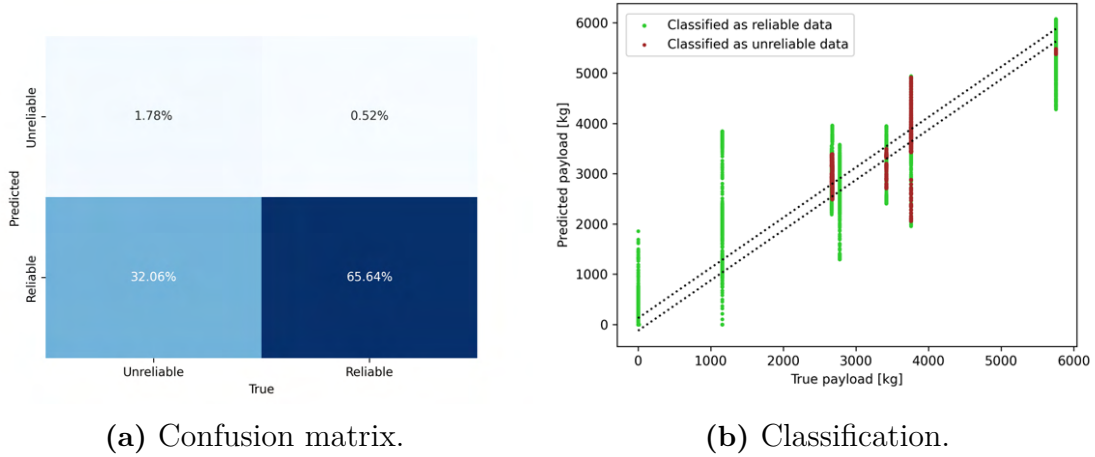 Predicted
Unreliable
Reliable
1.78%
0.52%
32.06%
65.64%
Unreliable
Reliable
True
Predicted payload [kg]
6000
5000
4000
3000
2000
1000
0
Classified as reliable data
Classified as unreliable data
0 1000 2000 3000 4000 5000 6000
True payload [kg]
(a) Confusion matrix.
(b) Classification.